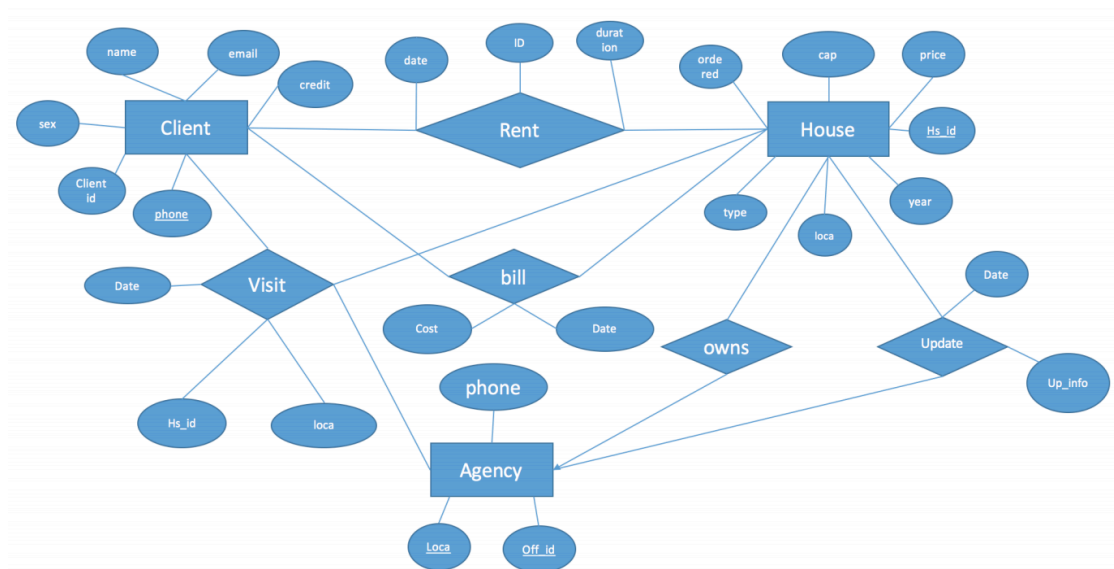 name
email
date
ID
durat
ion
orde
red
cap
price
credit
sex
Client
Rent
House
Hs_id
Client
id
phone
type
loca
year
Date
Visit
bill
Date
Cost
Date
owns
Update
Up_info
phone
Hs_id
loca
Agency
Loca
Off_id